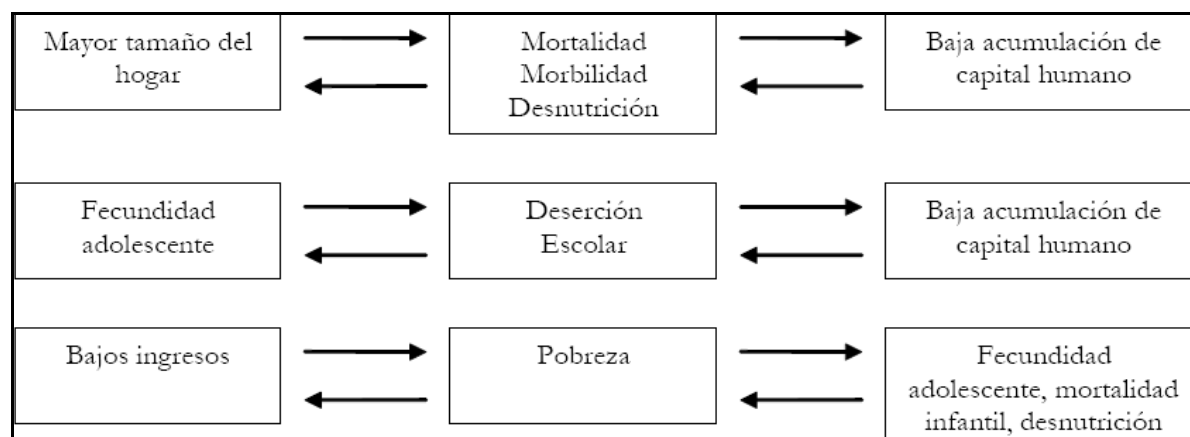 Mayor tamaño del
hogar
Mortalidad
Morbilidad
Desnutrición
Baja acumulación de
capital humano
Fecundidad
adolescente
Deserción
Escolar
Baja acumulación de
capital humano
Bajos ingresos
Pobreza
Fecundidad
adolescente, mortalidad
infantil, desnutrición